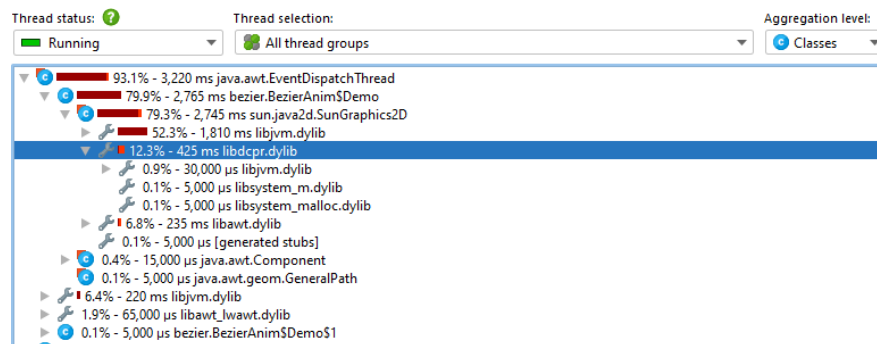 Thread status: Thread selection: Aggregation level:
Running All thread groups Classes
93.1% - 3,220 ms java.awt.EventDispatchThread
79.9% - 2,765 ms bezier.BezierAnim$Demo
79.3% - 2,745 ms sun.java2d.SunGraphics2D
52.3% - 1,810 ms libjvm.dylib
12.3% - 425 ms libdcpr.dylib
0.9% - 30,000 µs libjvm.dylib
0.1% - 5,000 µs libsystem_m.dylib
0.1% - 5,000 µs libsystem_malloc.dylib
6.8% - 235 ms libawt.dylib
0.1% - 5,000 µs [generated stubs]
0.4% - 15,000 µs java.awt.Component
0.1% - 5,000 µs java.awt.geom.GeneralPath
6.4% - 220 ms libjvm.dylib
1.9% - 65,000 µs libawt_lwawt.dylib
0.1% - 5,000 µs bezier.BezierAnim$Demo$1